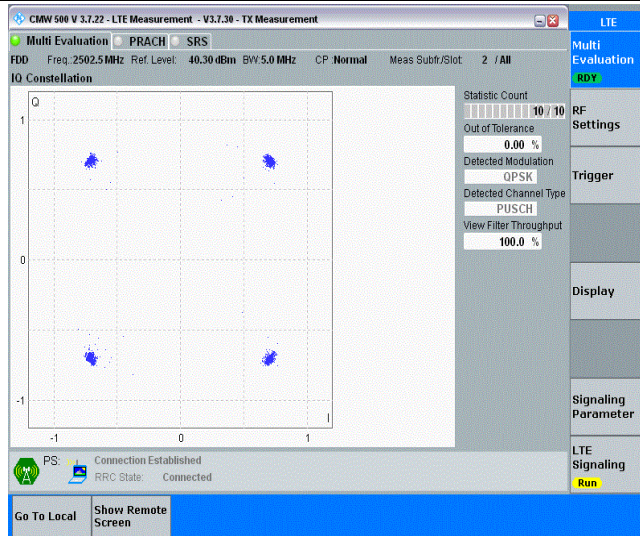 CMW 500 V 3.7.22 - LTE Measurement - V3.7.30 - TX Measurement
LTE
Multi Evaluation PRACH SRS
FDD Freq.:2502.5 MHz Ref. Level: 40.30 dBm BW:5.0 MHz CP :Normal Meas Subfr/Slot: 2 / All
IQ Constellation
Q
1
0
-1
I
-1 0 1
Statistic Count
10 / 10
Out of Tolerance
0.00 %
Detected Modulation
QPSK
Detected Channel Type
PUSCH
View Filter Throughput
100.0 %
Multi
Evaluation
RDY
RF
Settings
Trigger
Display
Signaling
Parameter
LTE
Signaling
Run
PS: Connection Established
RRC State: Connected
Go To Local
Show Remote
Screen